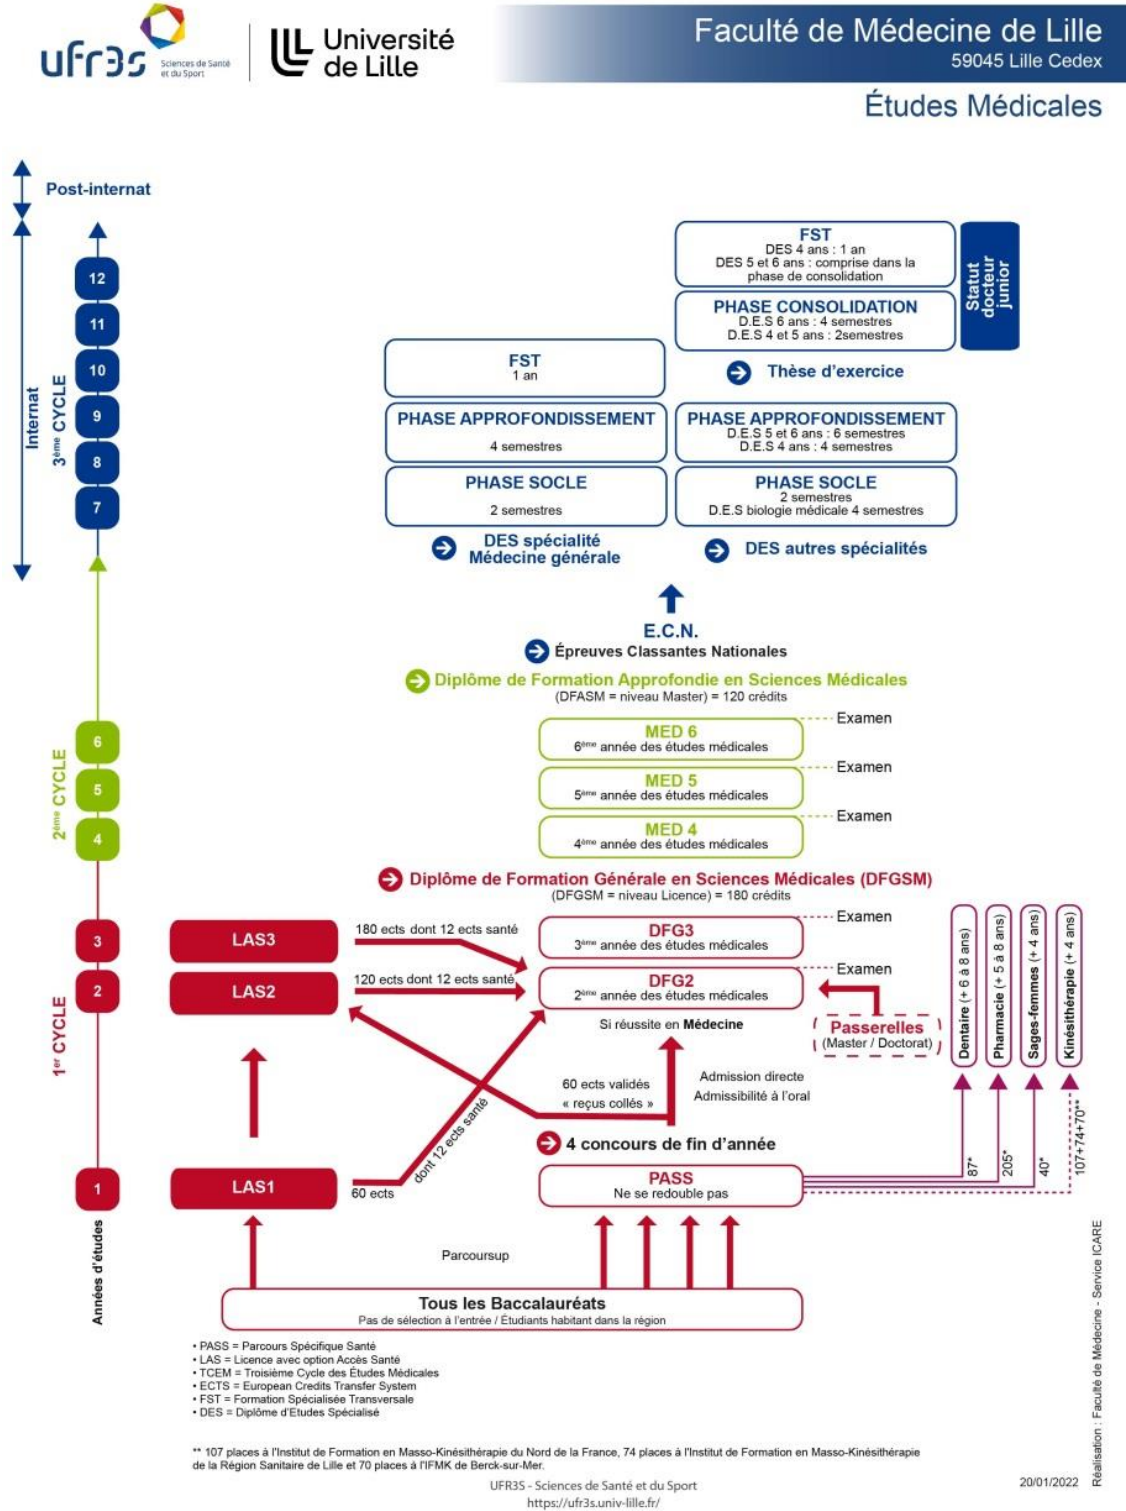 ufr3s
Sciences de Santé
et du Sport
Université
de Lille
Faculté de Médecine de Lille
59045 Lille Cedex
Études Médicales
Post-internat
Internat
3ème CYCLE
12
11
10
9
8
7
FST
DES 4 ans : 1 an
DES 5 et 6 ans : comprise dans la
phase de consolidation
PHASE CONSOLIDATION
D.E.S 6 ans : 4 semestres
D.E.S 4 et 5 ans : 2semestres
Statut
docteur
junior
Thèse d'exercice
FST
1 an
PHASE APPROFONDISSEMENT
4 semestres
PHASE APPROFONDISSEMENT
D.E.S 5 et 6 ans : 6 semestres
D.E.S 4 ans : 4 semestres
PHASE SOCLE
2 semestres
PHASE SOCLE
2 semestres
D.E.S biologie médicale 4 semestres
DES spécialité
Médecine générale
DES autres spécialités
E.C.N.
Épreuves Classantes Nationales
Diplôme de Formation Approfondie en Sciences Médicales
(DFASM = niveau Master) = 120 crédits
2ème CYCLE
6
5
4
MED 6
6ème année des études médicales
Examen
MED 5
5ème année des études médicales
Examen
MED 4
4ème année des études médicales
Examen
Diplôme de Formation Générale en Sciences Médicales (DFGSM)
(DFGSM = niveau Licence) = 180 crédits
1er CYCLE
3
2
1
Années d'études
LAS3
180 ects dont 12 ects santé
DFG3
3ème année des études médicales
Examen
LAS2
120 ects dont 12 ects santé
DFG2
2ème année des études médicales
Examen
Si réussite en Médecine
Passerelles
(Master / Doctorat)
Dentaire (+ 6 à 8 ans)
Pharmacie (+ 5 à 8 ans)
Sages-femmes (+ 4 ans)
Kinésithérapie (+ 4 ans)
60 ects validés
« reçus collés »
Admission directe
Admissibilité à l'oral
4 concours de fin d'année
LAS1
60 ects
dont 12 ects santé
PASS
Ne se redouble pas
87*
205*
40*
107+74+70**
Parcoursup
Tous les Baccalauréats
Pas de sélection à l'entrée / Étudiants habitant dans la région
• PASS = Parcours Spécifique Santé
• LAS = Licence avec option Accès Santé
• TCEM = Troisième Cycle des Études Médicales
• ECTS = European Credits Transfer System
• FST = Formation Spécialisée Transversale
• DES = Diplôme d'Etudes Spécialisé
** 107 places à l'Institut de Formation en Masso-Kinésithérapie du Nord de la France, 74 places à l'Institut de Formation en Masso-Kinésithérapie
de la Région Sanitaire de Lille et 70 places à l'IFMK de Berck-sur-Mer.
UFR3S - Sciences de Santé et du Sport
https://ufr3s.univ-lille.fr/
20/01/2022
Réalisation : Faculté de Médecine - Service ICARE